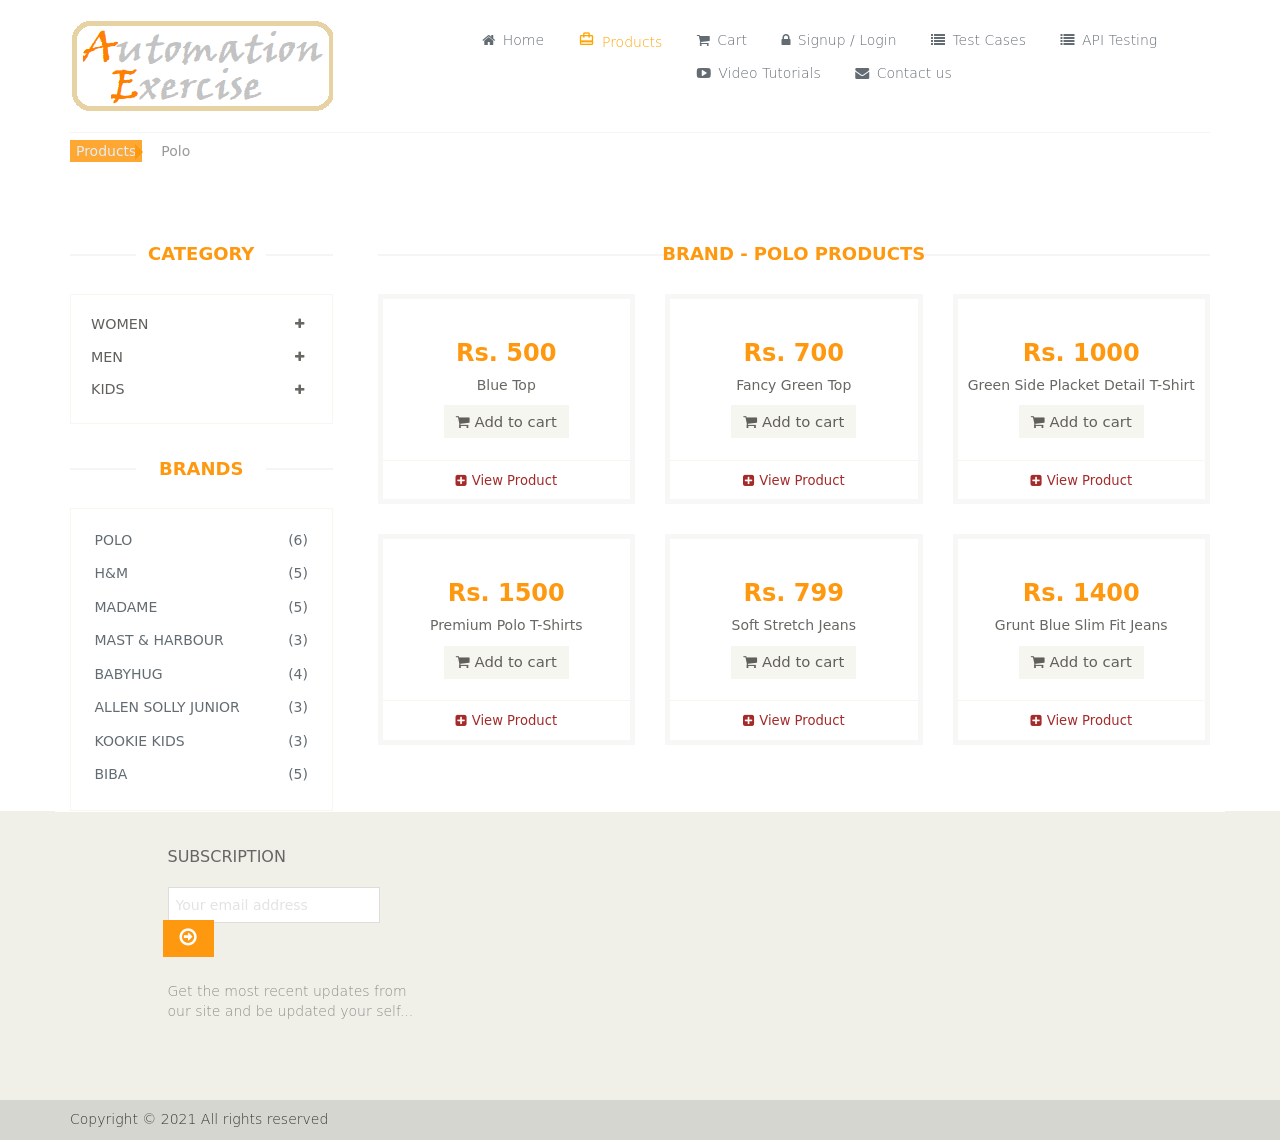 Automation
Exercise
Home
Products
Cart
Signup / Login
Test Cases
API Testing
Video Tutorials
Contact us
Products
Polo
CATEGORY
WOMEN
MEN
KIDS
BRANDS
POLO (6)
H&M (5)
MADAME (5)
MAST & HARBOUR (3)
BABYHUG (4)
ALLEN SOLLY JUNIOR (3)
KOOKIE KIDS (3)
BIBA (5)
BRAND - POLO PRODUCTS
Rs. 500
Blue Top
Add to cart
View Product
Rs. 700
Fancy Green Top
Add to cart
View Product
Rs. 1000
Green Side Placket Detail T-Shirt
Add to cart
View Product
Rs. 1500
Premium Polo T-Shirts
Add to cart
View Product
Rs. 799
Soft Stretch Jeans
Add to cart
View Product
Rs. 1400
Grunt Blue Slim Fit Jeans
Add to cart
View Product
SUBSCRIPTION
Your email address
Get the most recent updates from
our site and be updated your self...
Copyright © 2021 All rights reserved